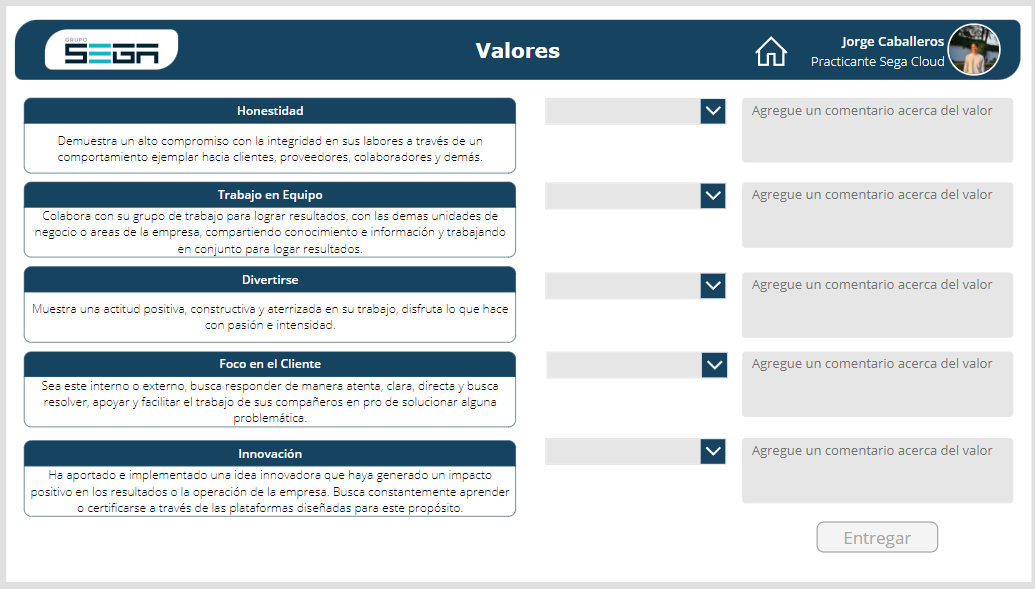 GRUPO
SEGA
Valores
Jorge Caballeros
Practicante Sega Cloud
Honestidad
Demuestra un alto compromiso con la integridad en sus labores a través de un
comportamiento ejemplar hacia clientes, proveedores, colaboradores y demás.
Agregue un comentario acerca del valor
Trabajo en Equipo
Colabora con su grupo de trabajo para lograr resultados, con las demas unidades de
negocio o areas de la empresa, compartiendo conocimiento e información y trabajando
en conjunto para logar resultados.
Agregue un comentario acerca del valor
Divertirse
Muestra una actitud positiva, constructiva y aterrizada en su trabajo, disfruta lo que hace
con pasión e intensidad.
Agregue un comentario acerca del valor
Foco en el Cliente
Sea este interno o externo, busca responder de manera atenta, clara, directa y busca
resolver, apoyar y facilitar el trabajo de sus compañeros en pro de solucionar alguna
problemática.
Agregue un comentario acerca del valor
Innovación
Ha aportado e implementado una idea innovadora que haya generado un impacto
positivo en los resultados o la operación de la empresa. Busca constantemente aprender
o certificarse a través de las plataformas diseñadas para este propósito.
Agregue un comentario acerca del valor
Entregar